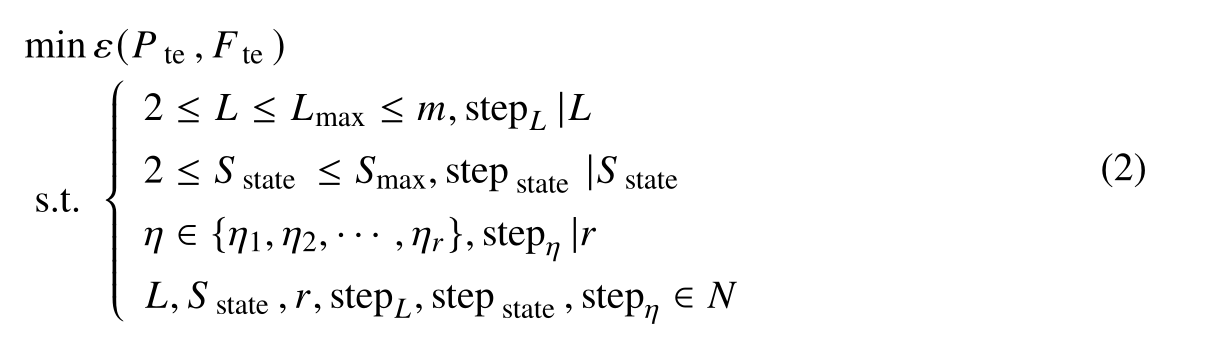 min ε(P_te, F_te)
2 ≤ L ≤ L_max ≤ m, step_L |L
2 ≤ S_state ≤ S_max, step_state |S_state
s.t. {
(2)
η ∈ {η_1, η_2, ⋯ , η_r}, step_η |r
L, S_state, r, step_L, step_state, step_η ∈ N